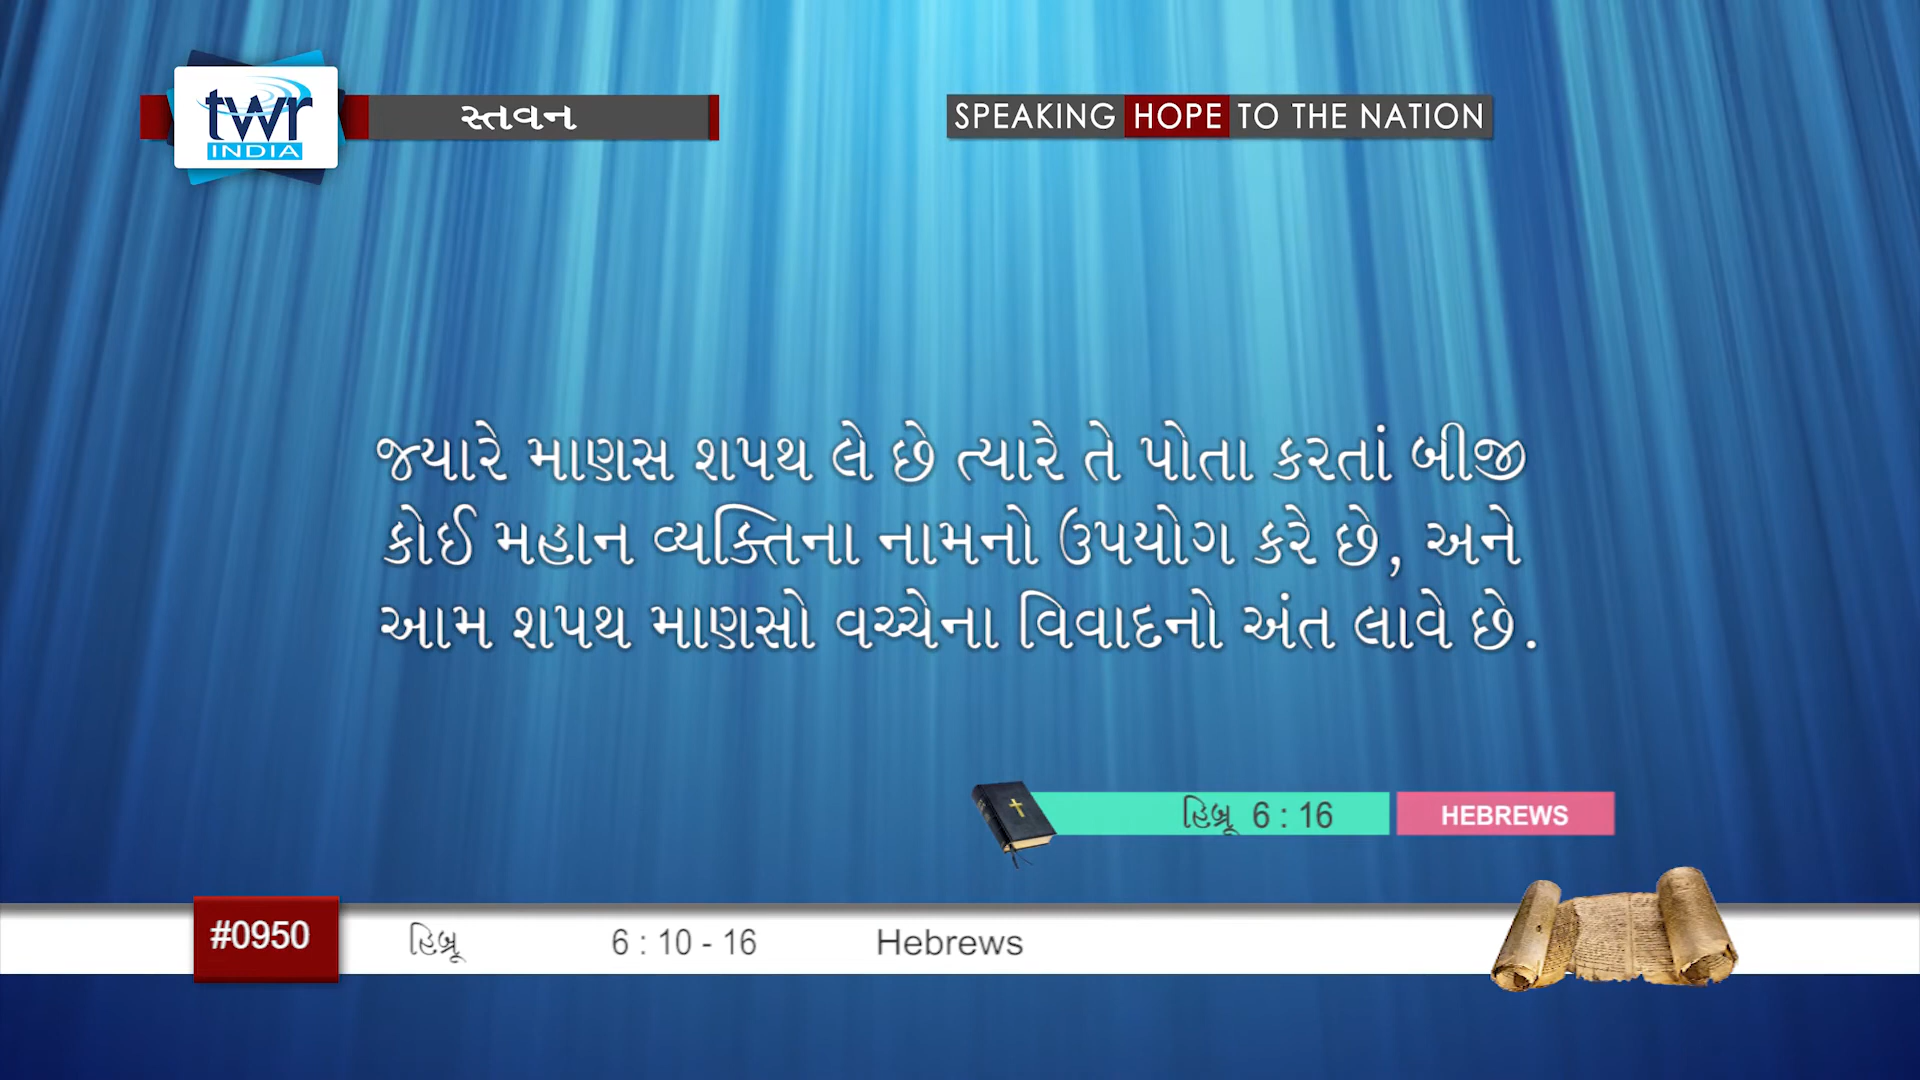 twr
INDIA
સ્તવન
SPEAKING HOPE TO THE NATION
જ્યારે માણસ શપથ લે છે ત્યારે તે પોતા કરતાં બીજી
કોઈ મહાન વ્યક્તિના નામનો ઉપયોગ કરે છે, અને
આમ શપથ માણસો વચ્ચેના વિવાદનો અંત લાવે છે.
હિબ્રૂ 6 : 16 HEBREWS
#0950 હિબ્રૂ 6 : 10 - 16 Hebrews